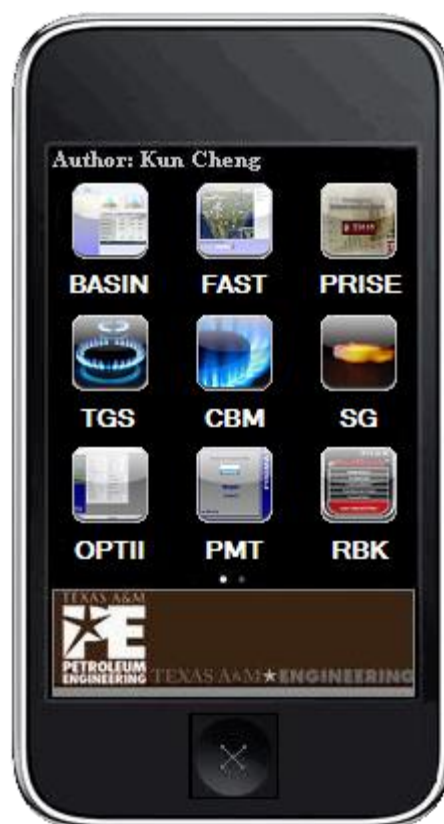 Author: Kun Cheng
BASIN FAST PRISE
TGS CBM SG
OPTII PMT RBK
TEXAS A&M
PE
PETROLEUM
ENGINEERING
TEXAS A&M★ENGINEERING